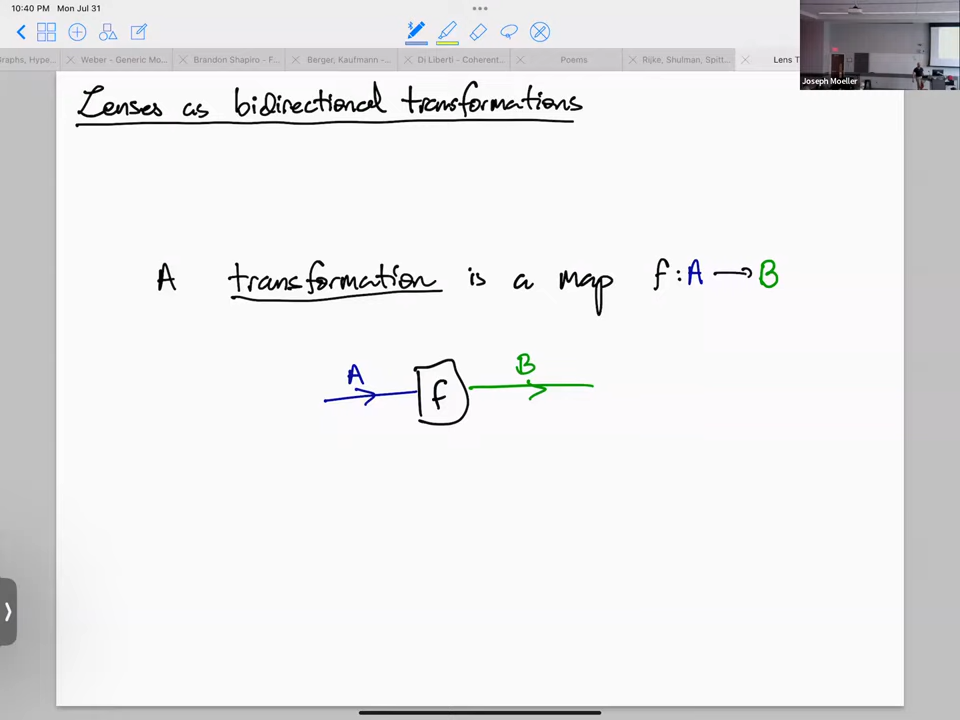 10:40 PM Mon Jul 31
raphs, Hype...
Weber - Generic Mo...
Brandon Shapiro - F...
Berger, Kaufmann - ...
Di Liberti - Coherent...
Poems
Rijke, Shulman, Spitt...
Lens T
Joseph Moeller
Lenses as bidirectional transformations
A transformation is a map f : A → B
A
B
f